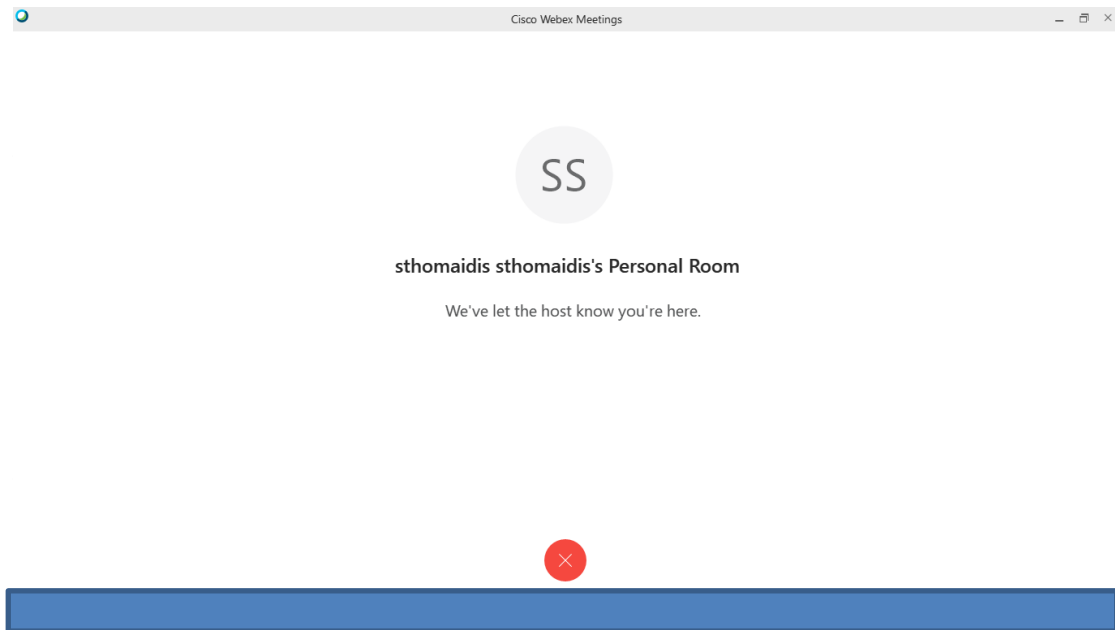 Cisco Webex Meetings
SS
sthomaidis sthomaidis's Personal Room
We've let the host know you're here.